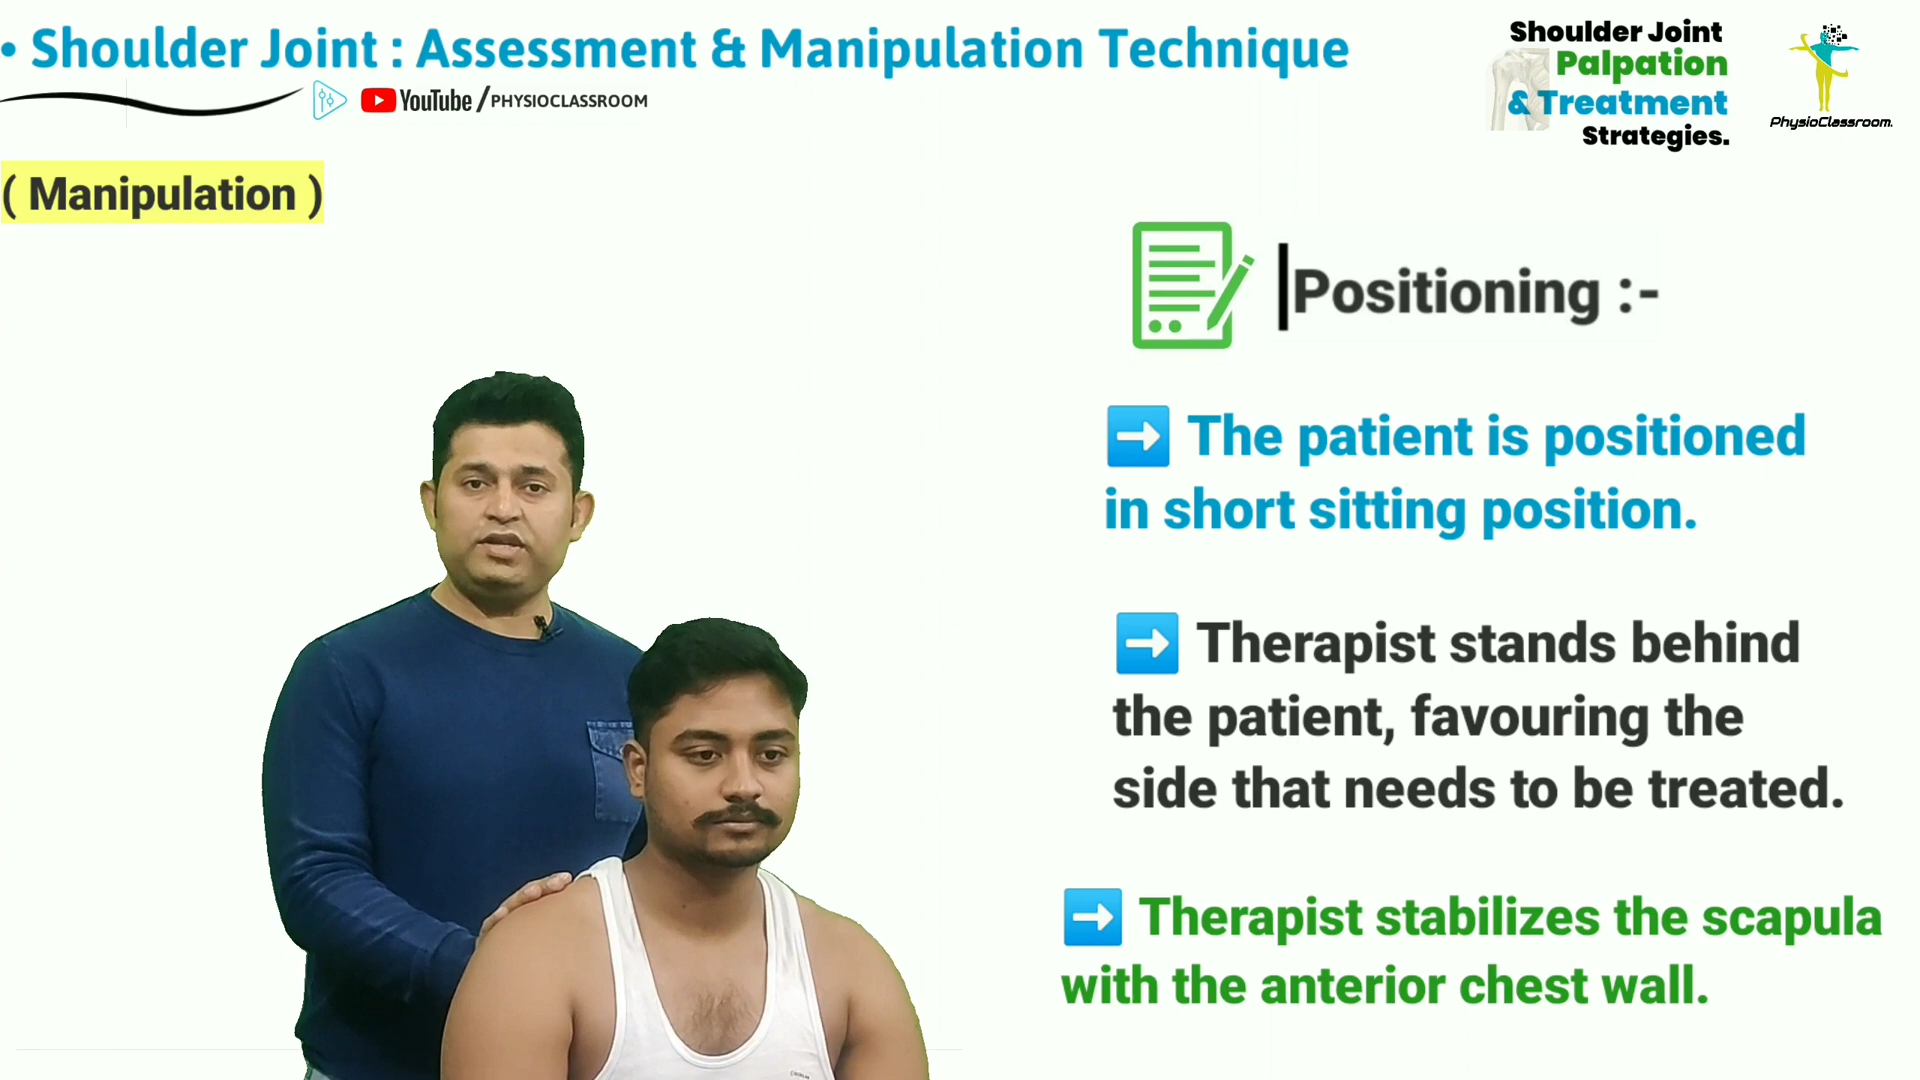 • Shoulder Joint : Assessment & Manipulation Technique
YouTube /PHYSIOCLASSROOM
Shoulder Joint
Palpation
& Treatment
Strategies.
PhysioClassroom.
( Manipulation )
Positioning :-
The patient is positioned
in short sitting position.
Therapist stands behind
the patient, favouring the
side that needs to be treated.
Therapist stabilizes the scapula
with the anterior chest wall.